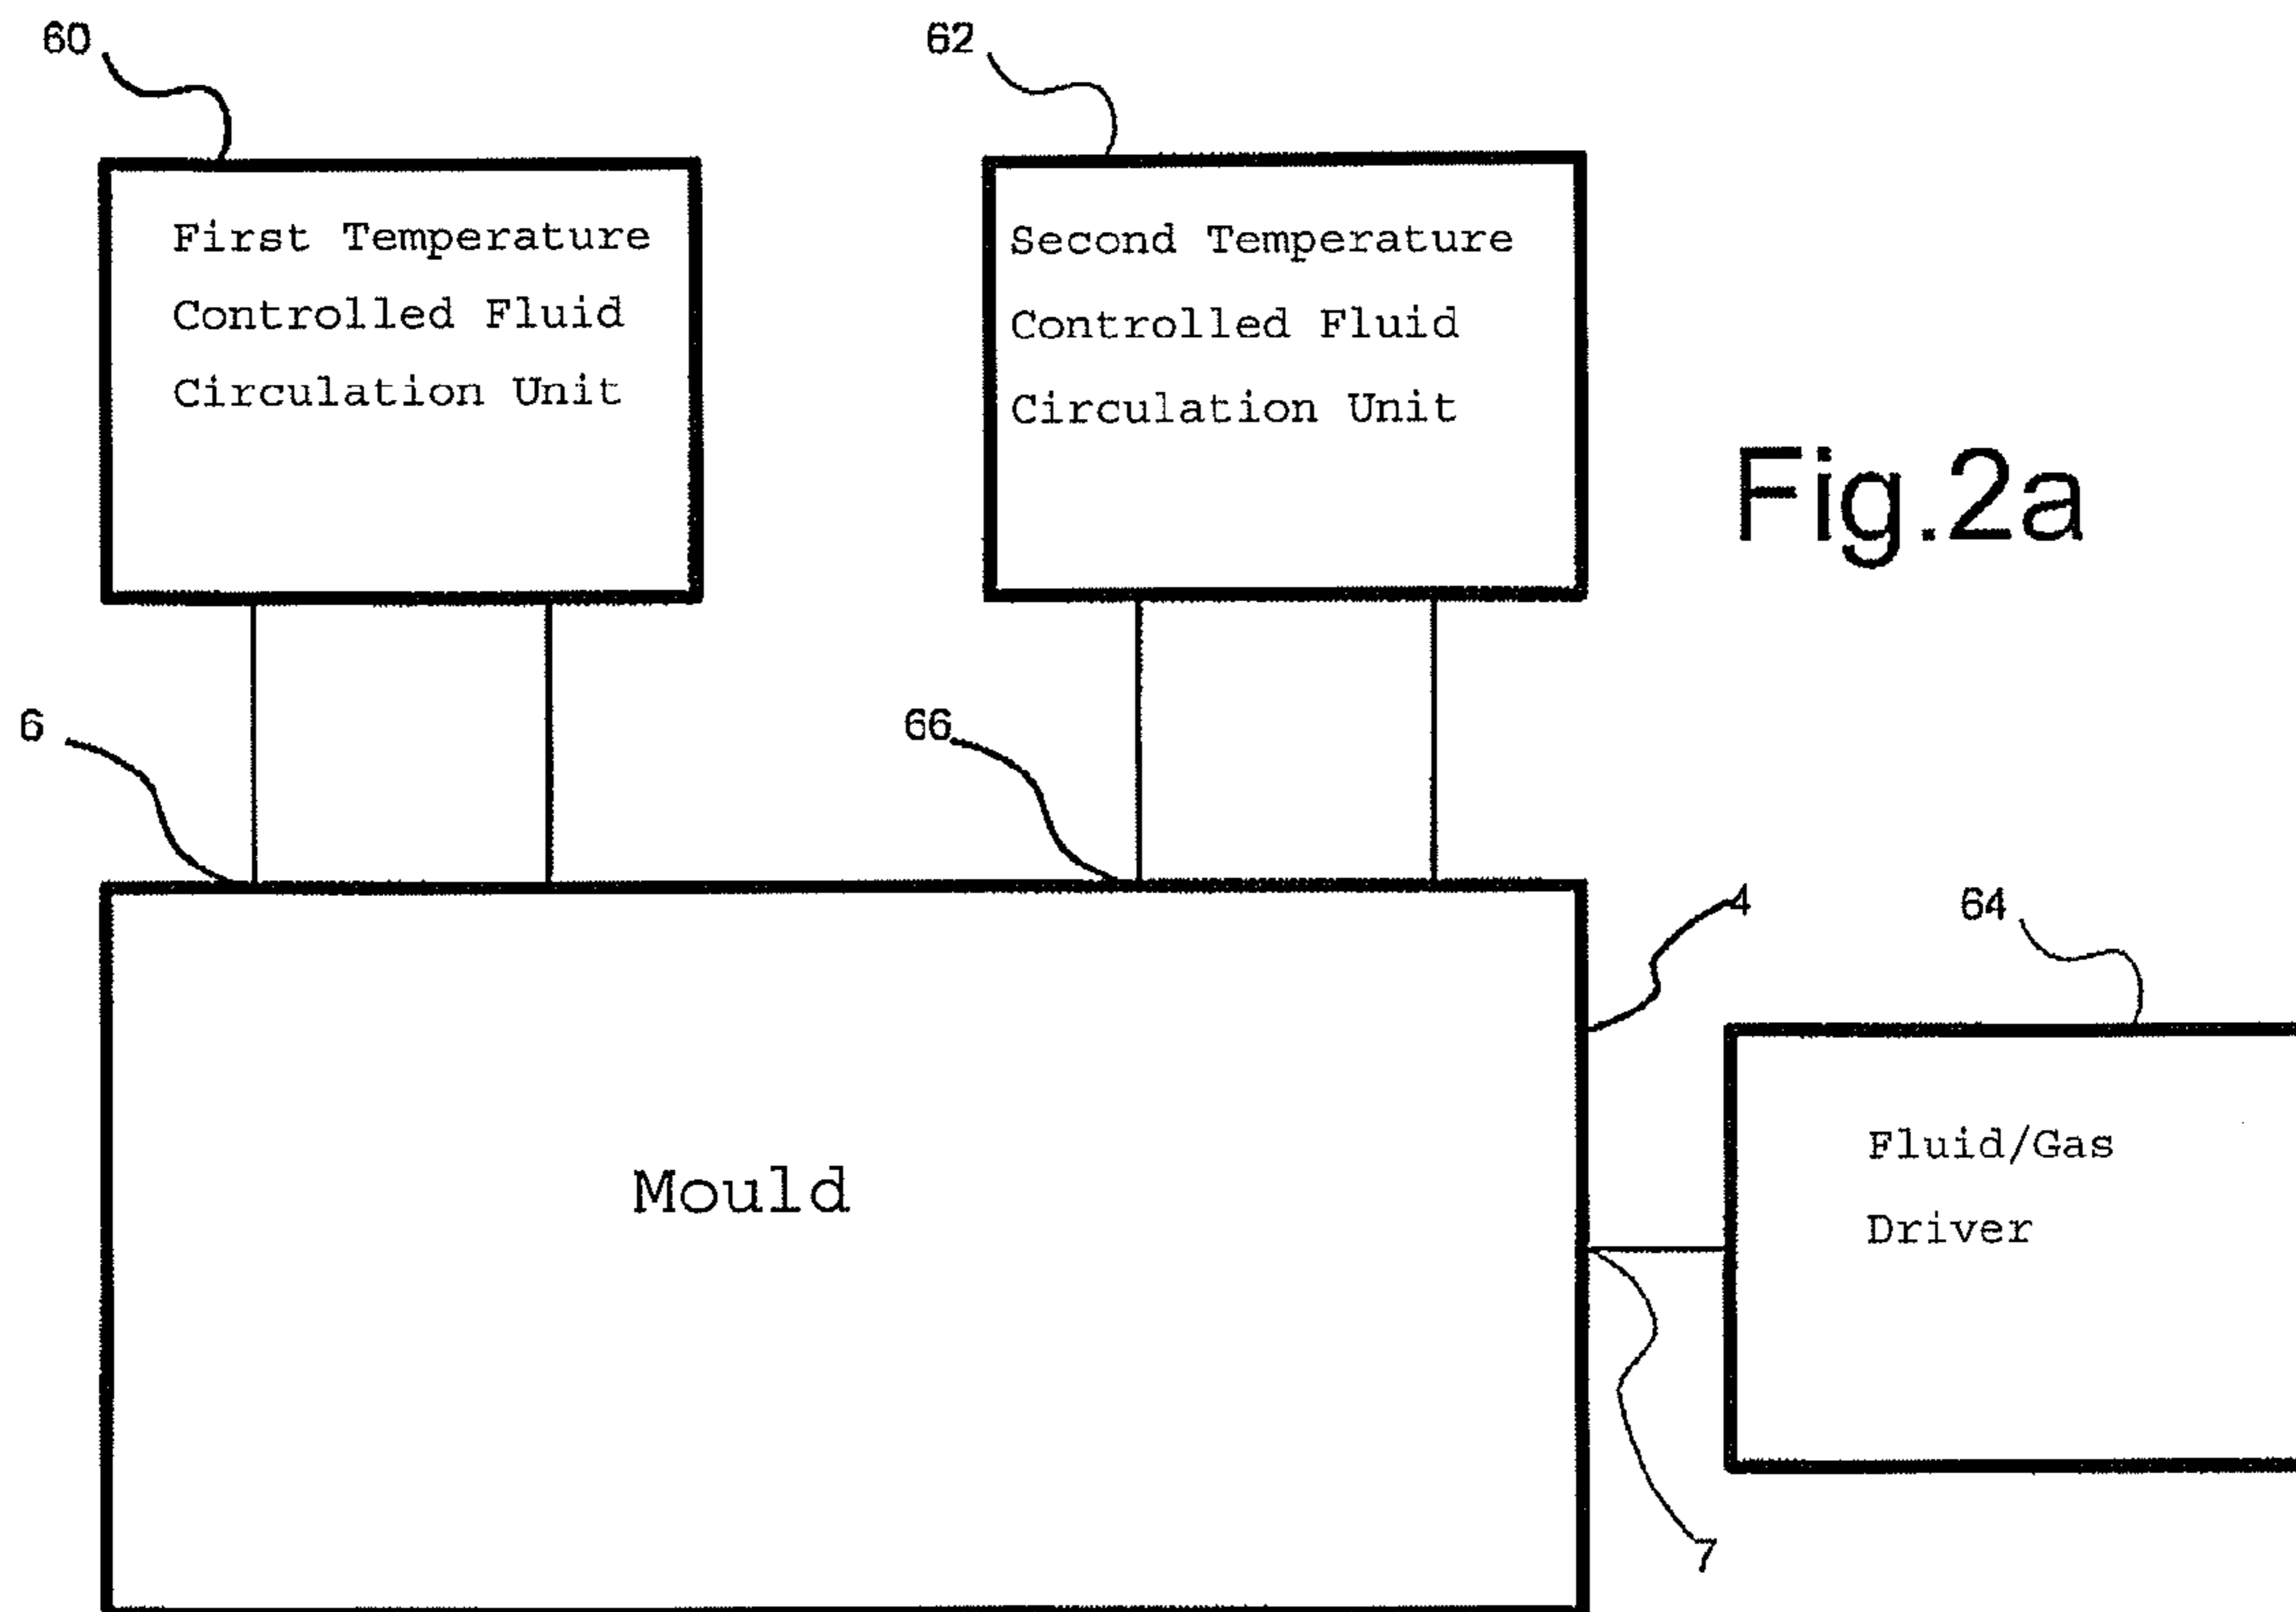 60
62
First Temperature
Controlled Fluid
Circulation Unit
Second Temperature
Controlled Fluid
Circulation Unit
Fig.2a
6
66
4
64
Mould
Fluid/Gas
Driver
7